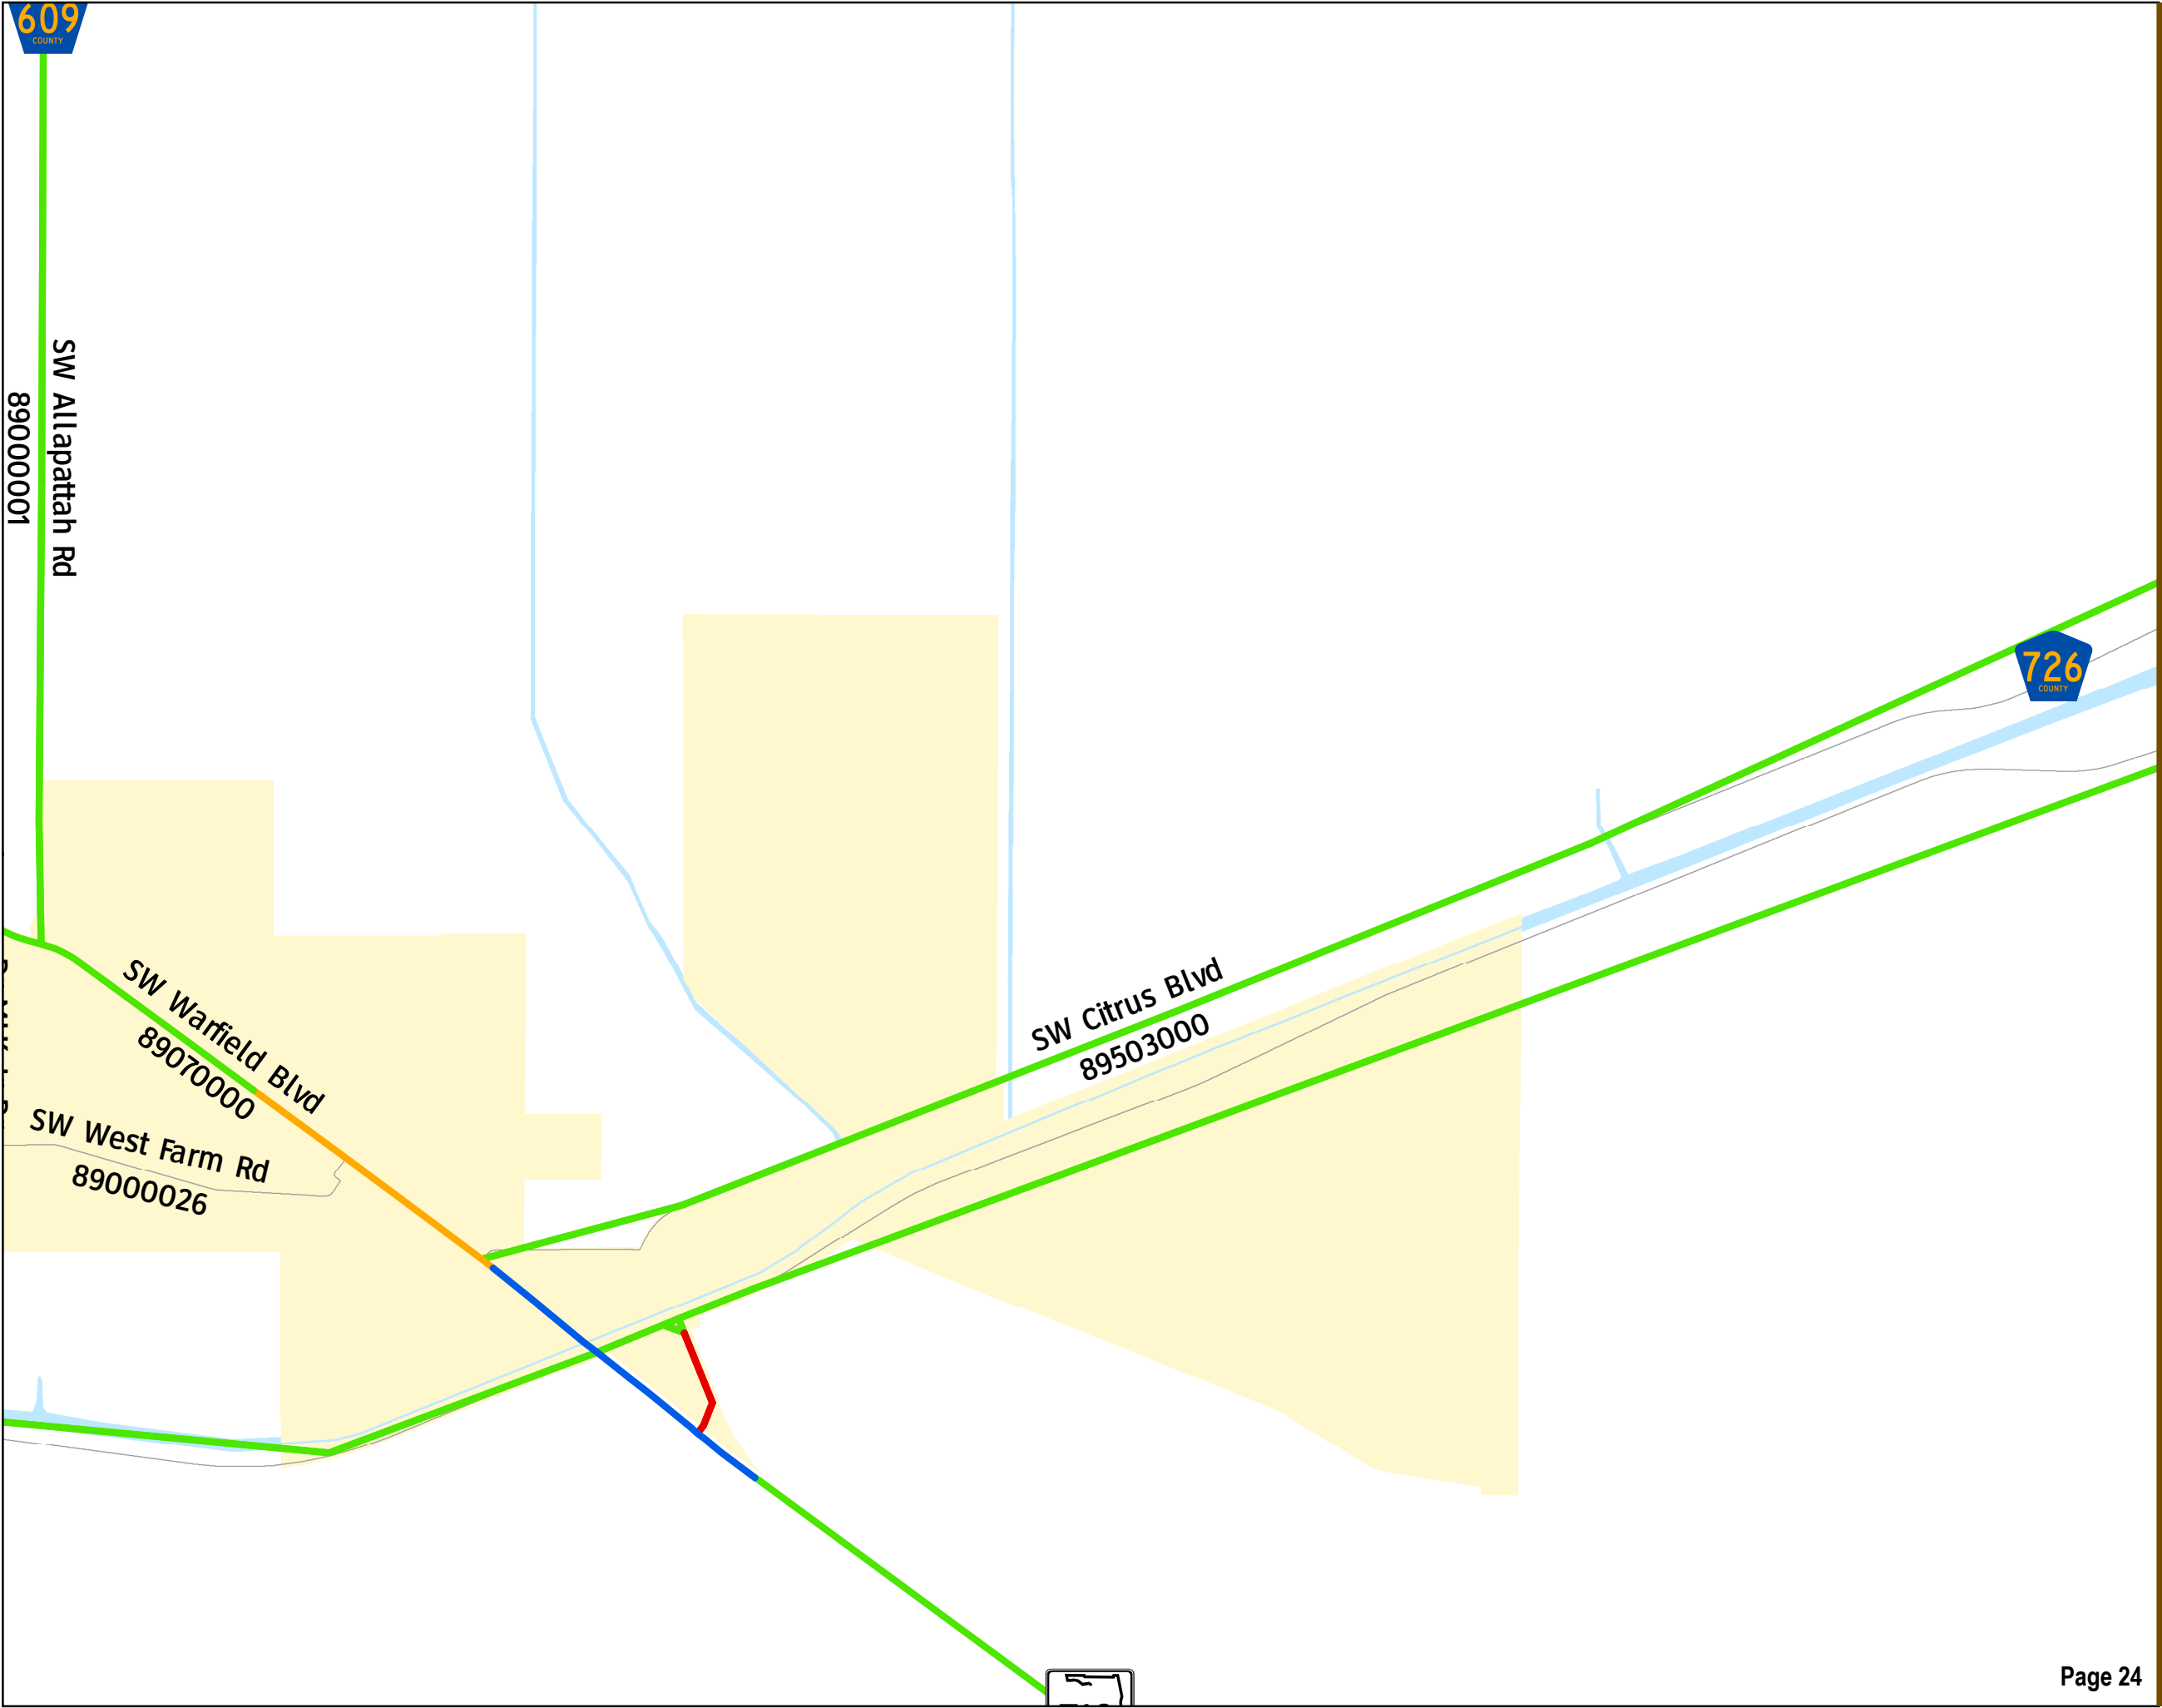 609
COUNTY
SW Allapattah Rd
89000001
726
COUNTY
SW Citrus Blvd
89503000
SW Warfield Blvd
89070000
SW West Farm Rd
89000026
Page 24